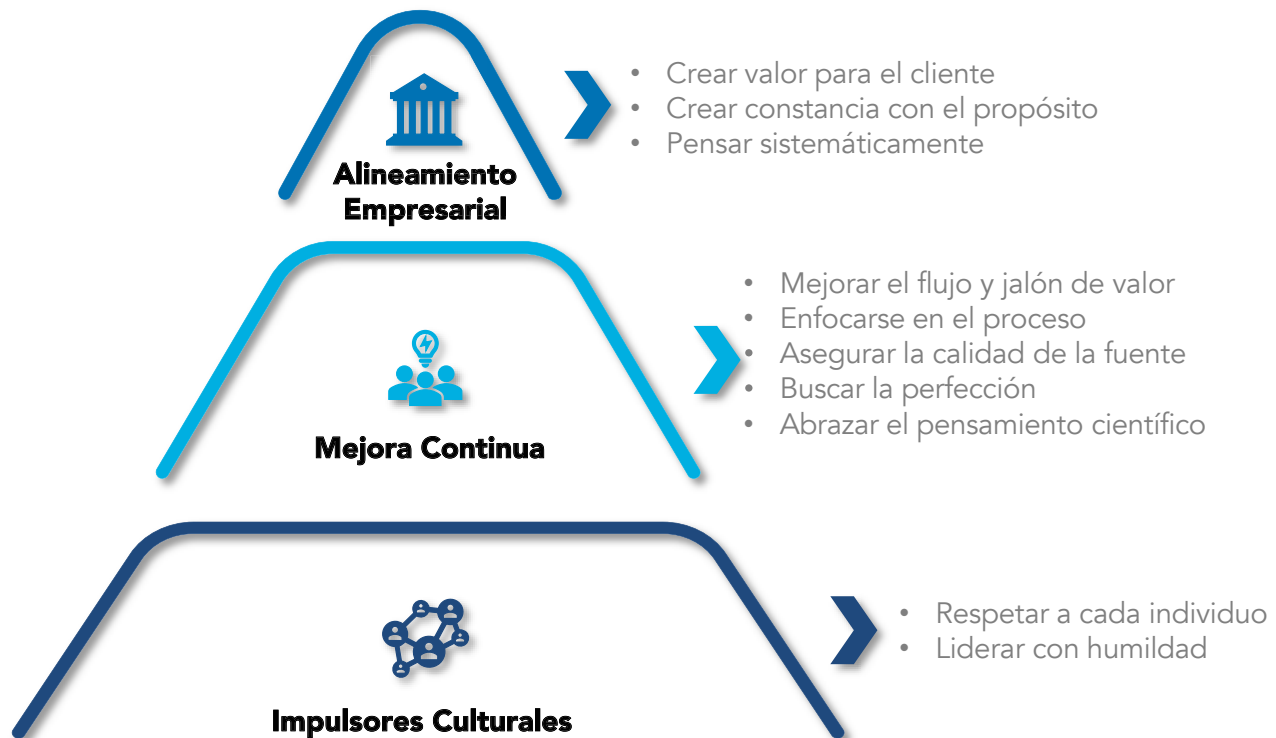 • Crear valor para el cliente
• Crear constancia con el propósito
• Pensar sistemáticamente
Alineamiento
Empresarial
• Mejorar el flujo y jalón de valor
• Enfocarse en el proceso
• Asegurar la calidad de la fuente
• Buscar la perfección
• Abrazar el pensamiento científico
Mejora Continua
• Respetar a cada individuo
• Liderar con humildad
Impulsores Culturales